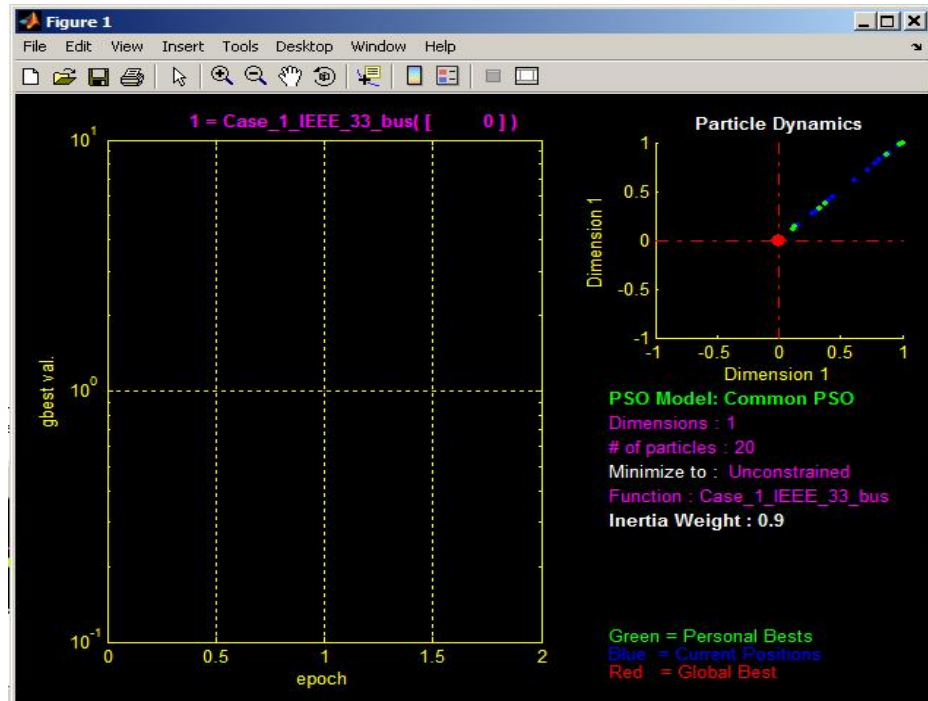 Figure 1
File Edit View Insert Tools Desktop Window Help
1 = Case_1_IEEE_33_bus( [ 0 ] )
10^1
10^0
10^-1
gbest val.
0 0.5 1 1.5 2
epoch
Particle Dynamics
1
0.5
0
-0.5
-1
Dimension 1
-1 -0.5 0 0.5 1
Dimension 1
PSO Model: Common PSO
Dimensions : 1
# of particles : 20
Minimize to : Unconstrained
Function : Case_1_IEEE_33_bus
Inertia Weight : 0.9
Green = Personal Bests
Blue = Current Positions
Red = Global Best